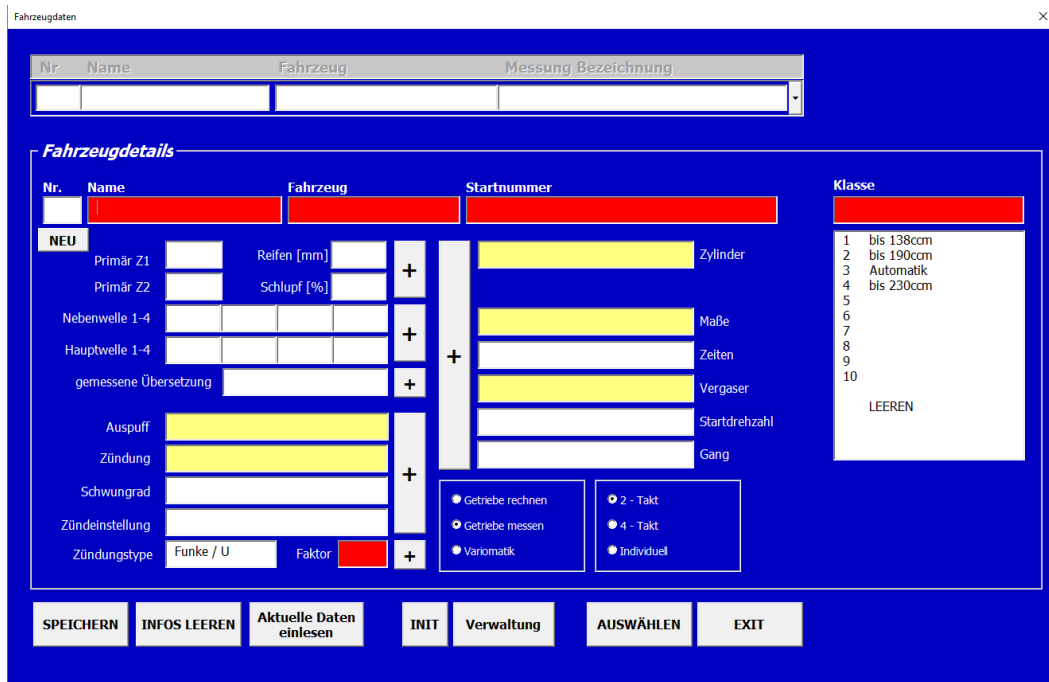 Fahrzeugdaten
Nr Name Fahrzeug Messung Bezeichnung
Fahrzeugdetails
Nr. Name Fahrzeug Startnummer Klasse
NEU
Primär Z1
Reifen [mm]
+
Primär Z2
Schlupf [%]
Nebenwelle 1-4
+
Hauptwelle 1-4
gemessene Übersetzung
+
Auspuff
Zündung
+
Schwungrad
Zündeinstellung
Zündungstype
Funke / U
Faktor
+
+
Zylinder
Maße
Zeiten
Vergaser
Startdrehzahl
Gang
Getriebe rechnen
Getriebe messen
Variomatik
2 - Takt
4 - Takt
Individuell
1 bis 138ccm
2 bis 190ccm
3 Automatik
4 bis 230ccm
5
6
7
8
9
10
LEEREN
SPEICHERN
INFOS LEEREN
Aktuelle Daten
einlesen
INIT
Verwaltung
AUSWÄHLEN
EXIT